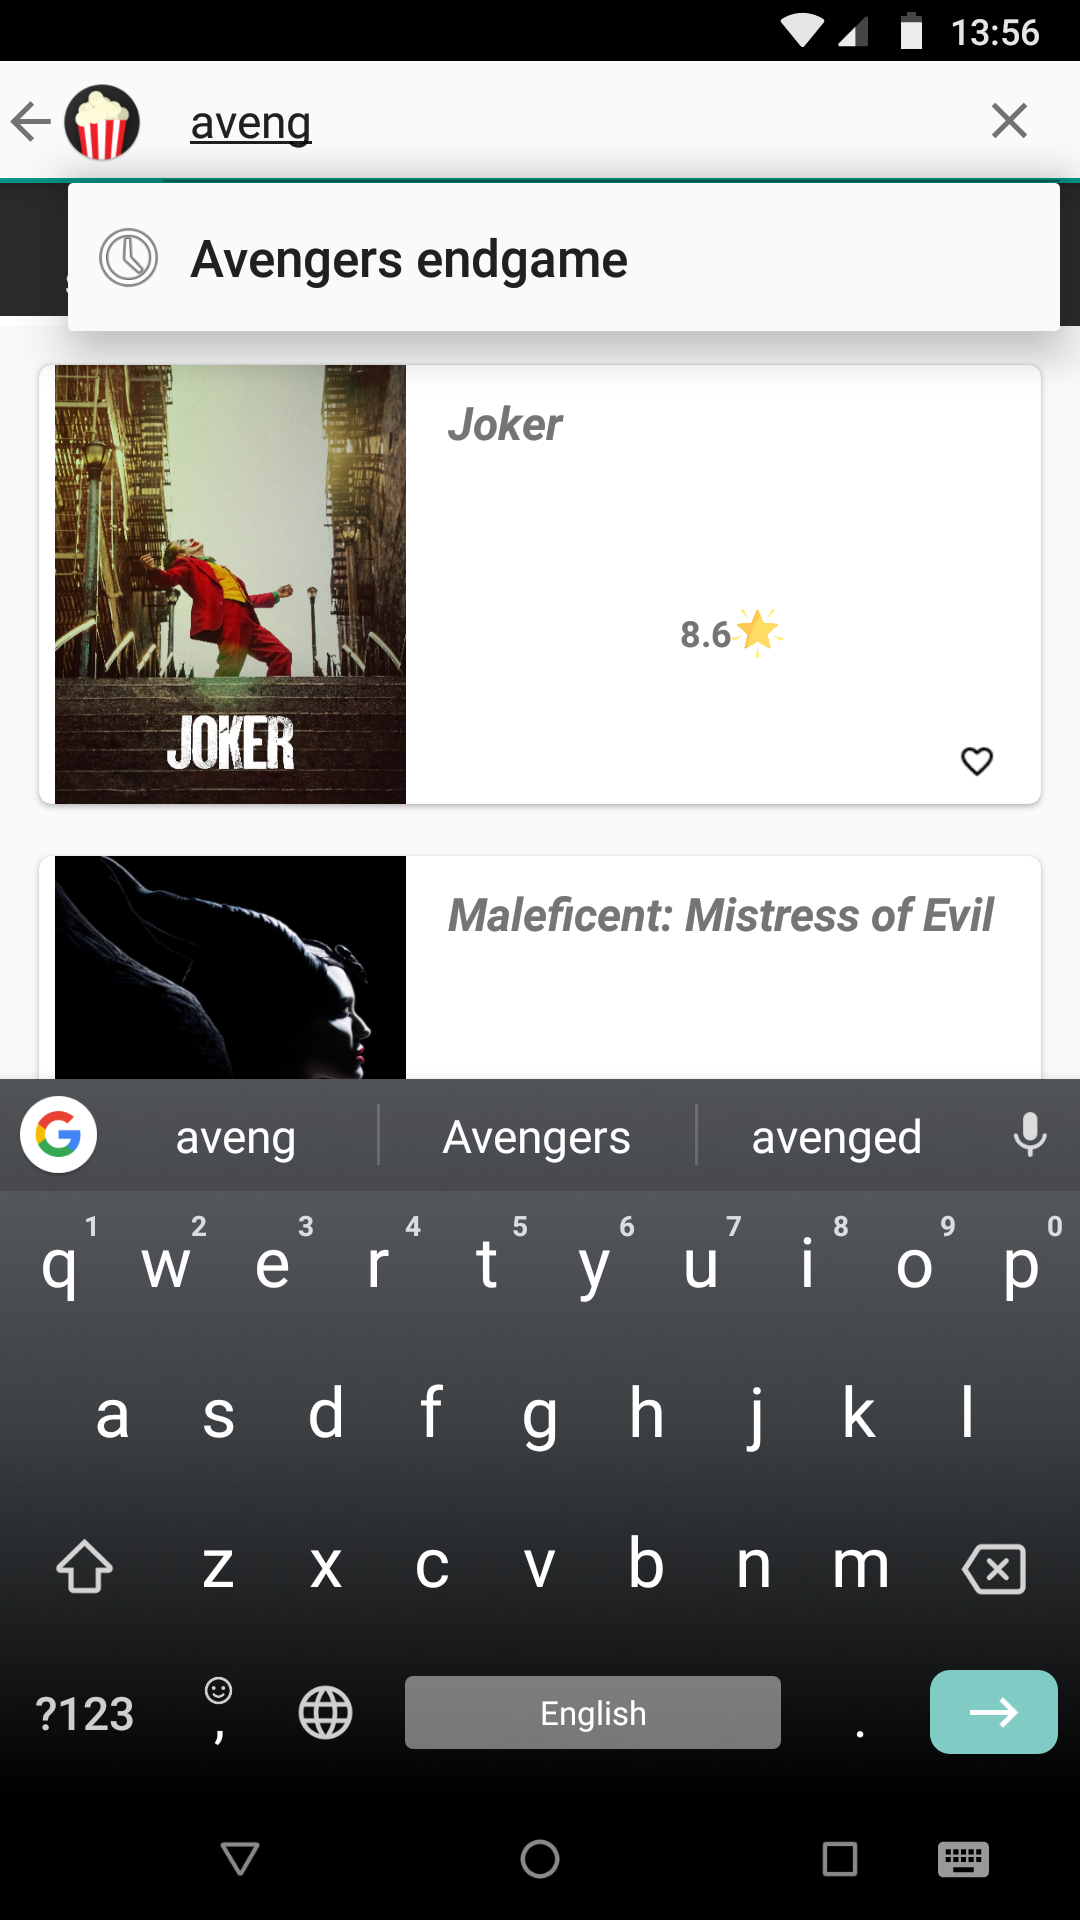 13:56
aveng
Avengers endgame
Joker
8.6
JOKER
Maleficent: Mistress of Evil
aveng Avengers avenged
1 2 3 4 5 6 7 8 9 0
q w e r t y u i o p
a s d f g h j k l
z x c v b n m
?123 , English .